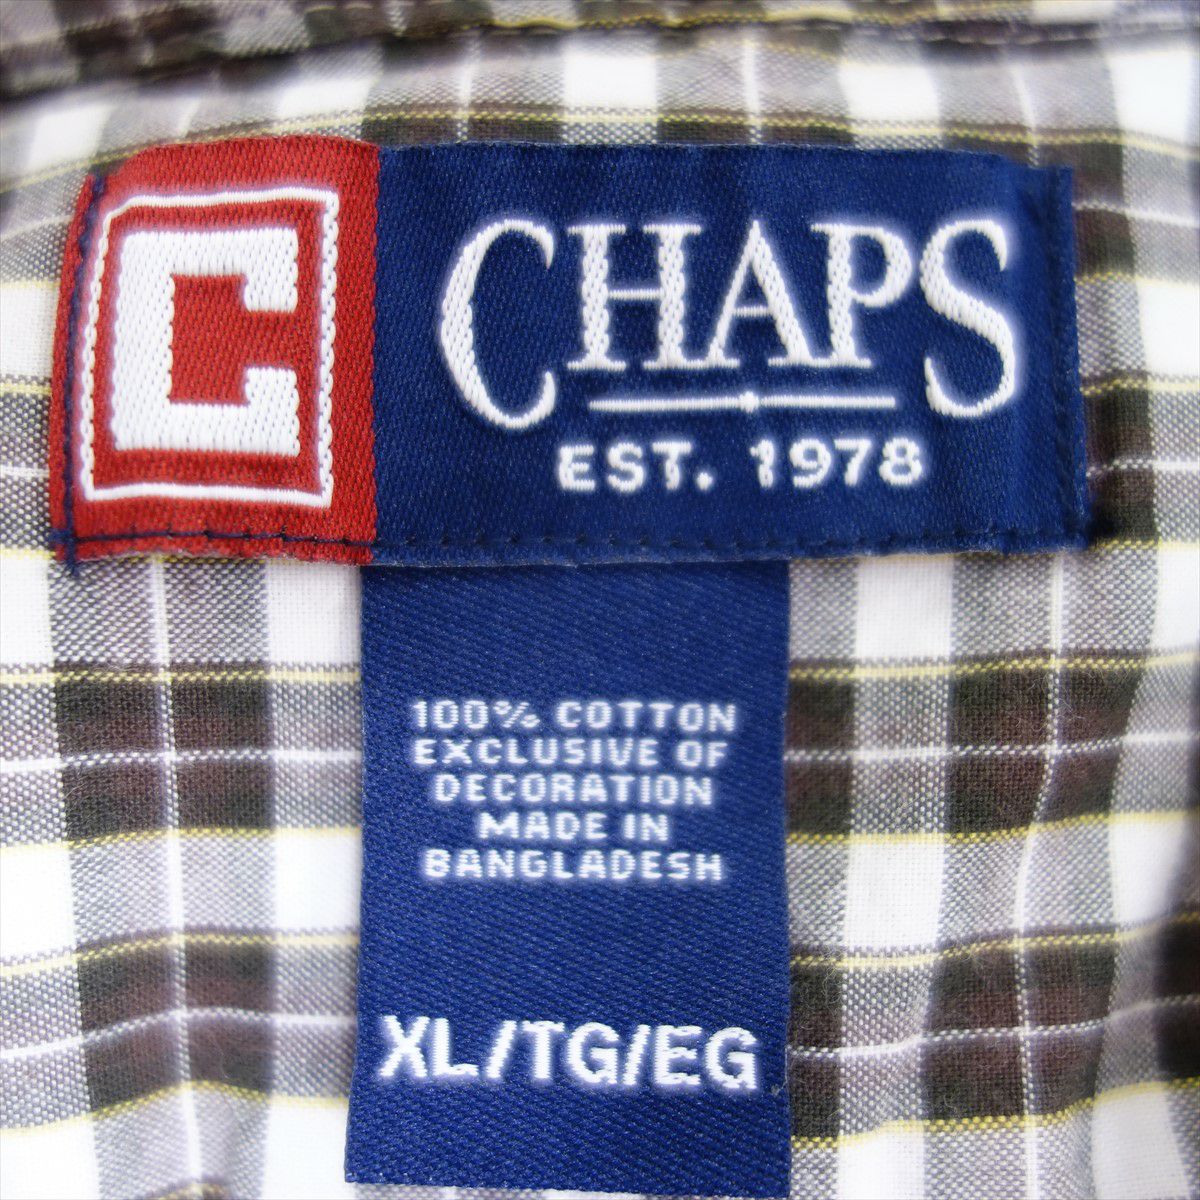 C
CHAPS
EST. 1978
100% COTTON
EXCLUSIVE OF
DECORATION
MADE IN
BANGLADESH
XL/TG/EG